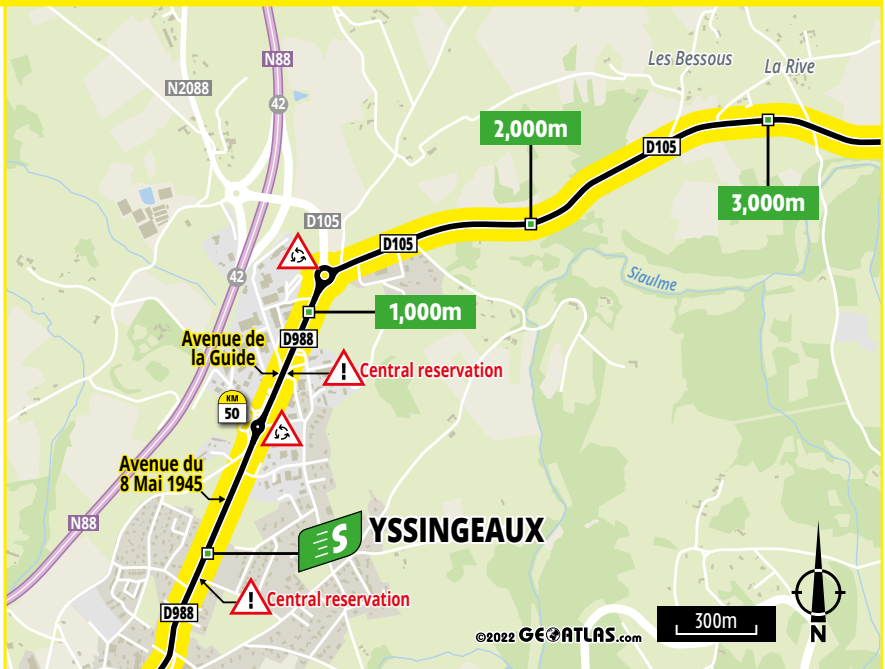 N88
N2088
42
Les Bessous
La Rive
2,000m
D105
3,000m
D105
D105
42
Siaulme
1,000m
Avenue de
la Guide
D988
Central reservation
KM
50
Avenue du
8 Mai 1945
N88
S
YSSINGEAUX
Central reservation
D988
300m
©2022 GEOATLAS.com
N